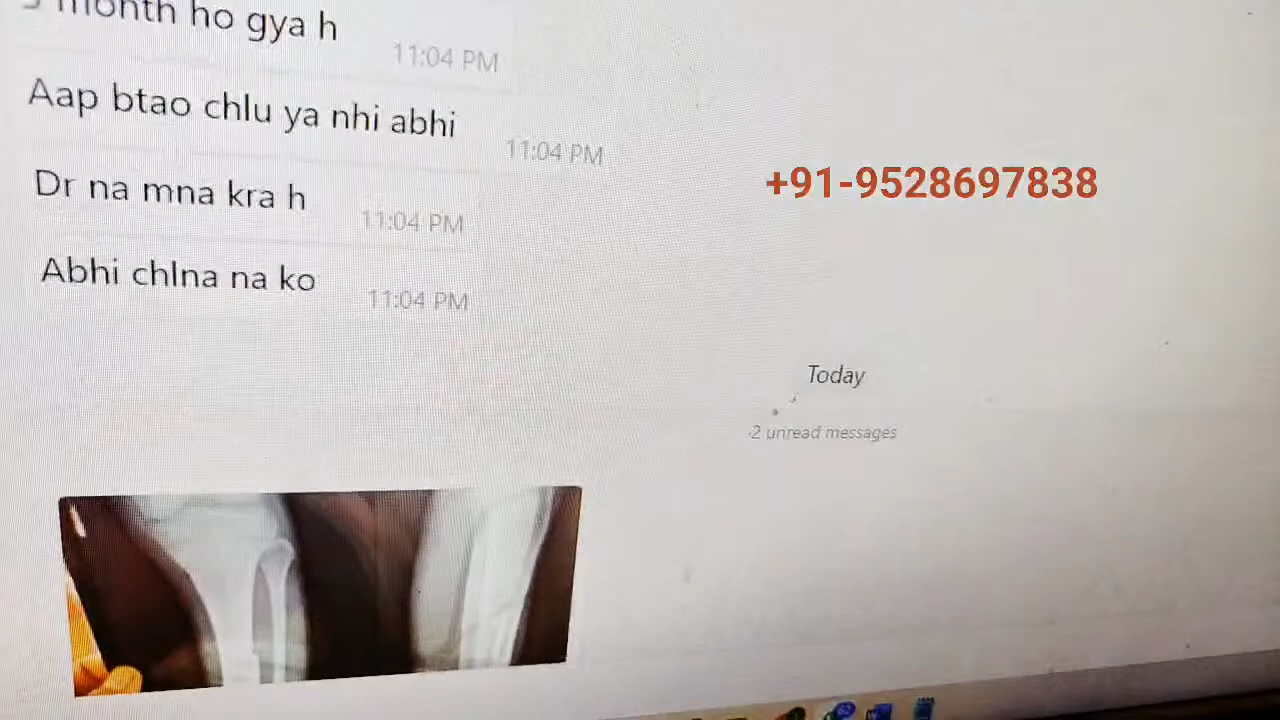 month ho gya h
11:04 PM
Aap btao chlu ya nhi abhi
11:04 PM
+91-9528697838
Dr na mna kra h
11:04 PM
Abhi chlna na ko
11:04 PM
Today
2 unread messages